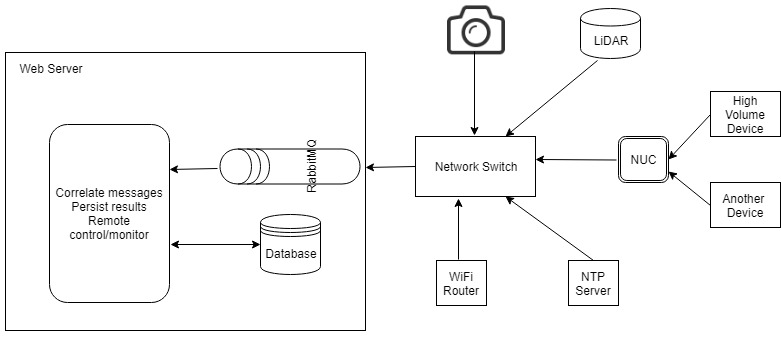 Web Server
Correlate messages
Persist results
Remote
control/monitor
RabbitMQ
Database
Network Switch
LiDAR
NUC
High
Volume
Device
Another
Device
WiFi
Router
NTP
Server